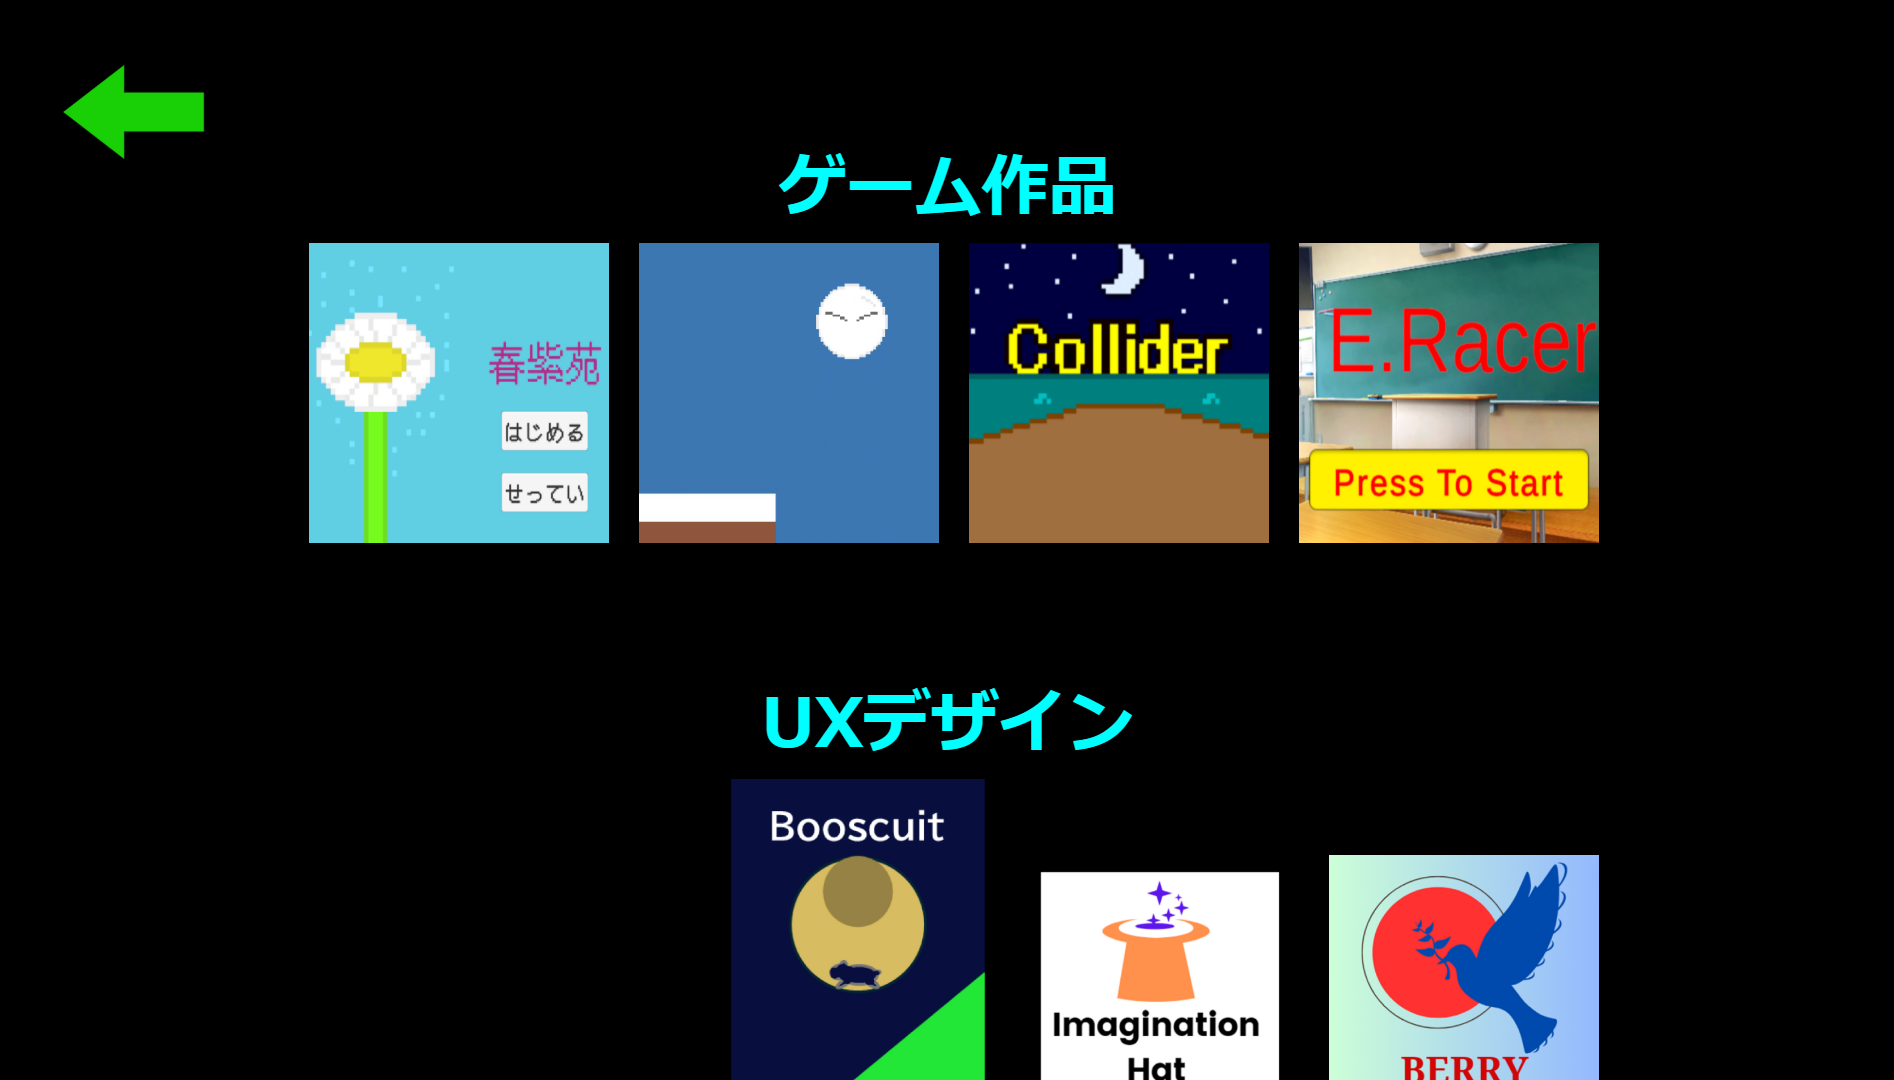 ゲーム作品
春紫苑
はじめる
せってい
Collider
E.Racer
Press To Start
UXデザイン
Booscuit
Imagination
Hat
BERRY